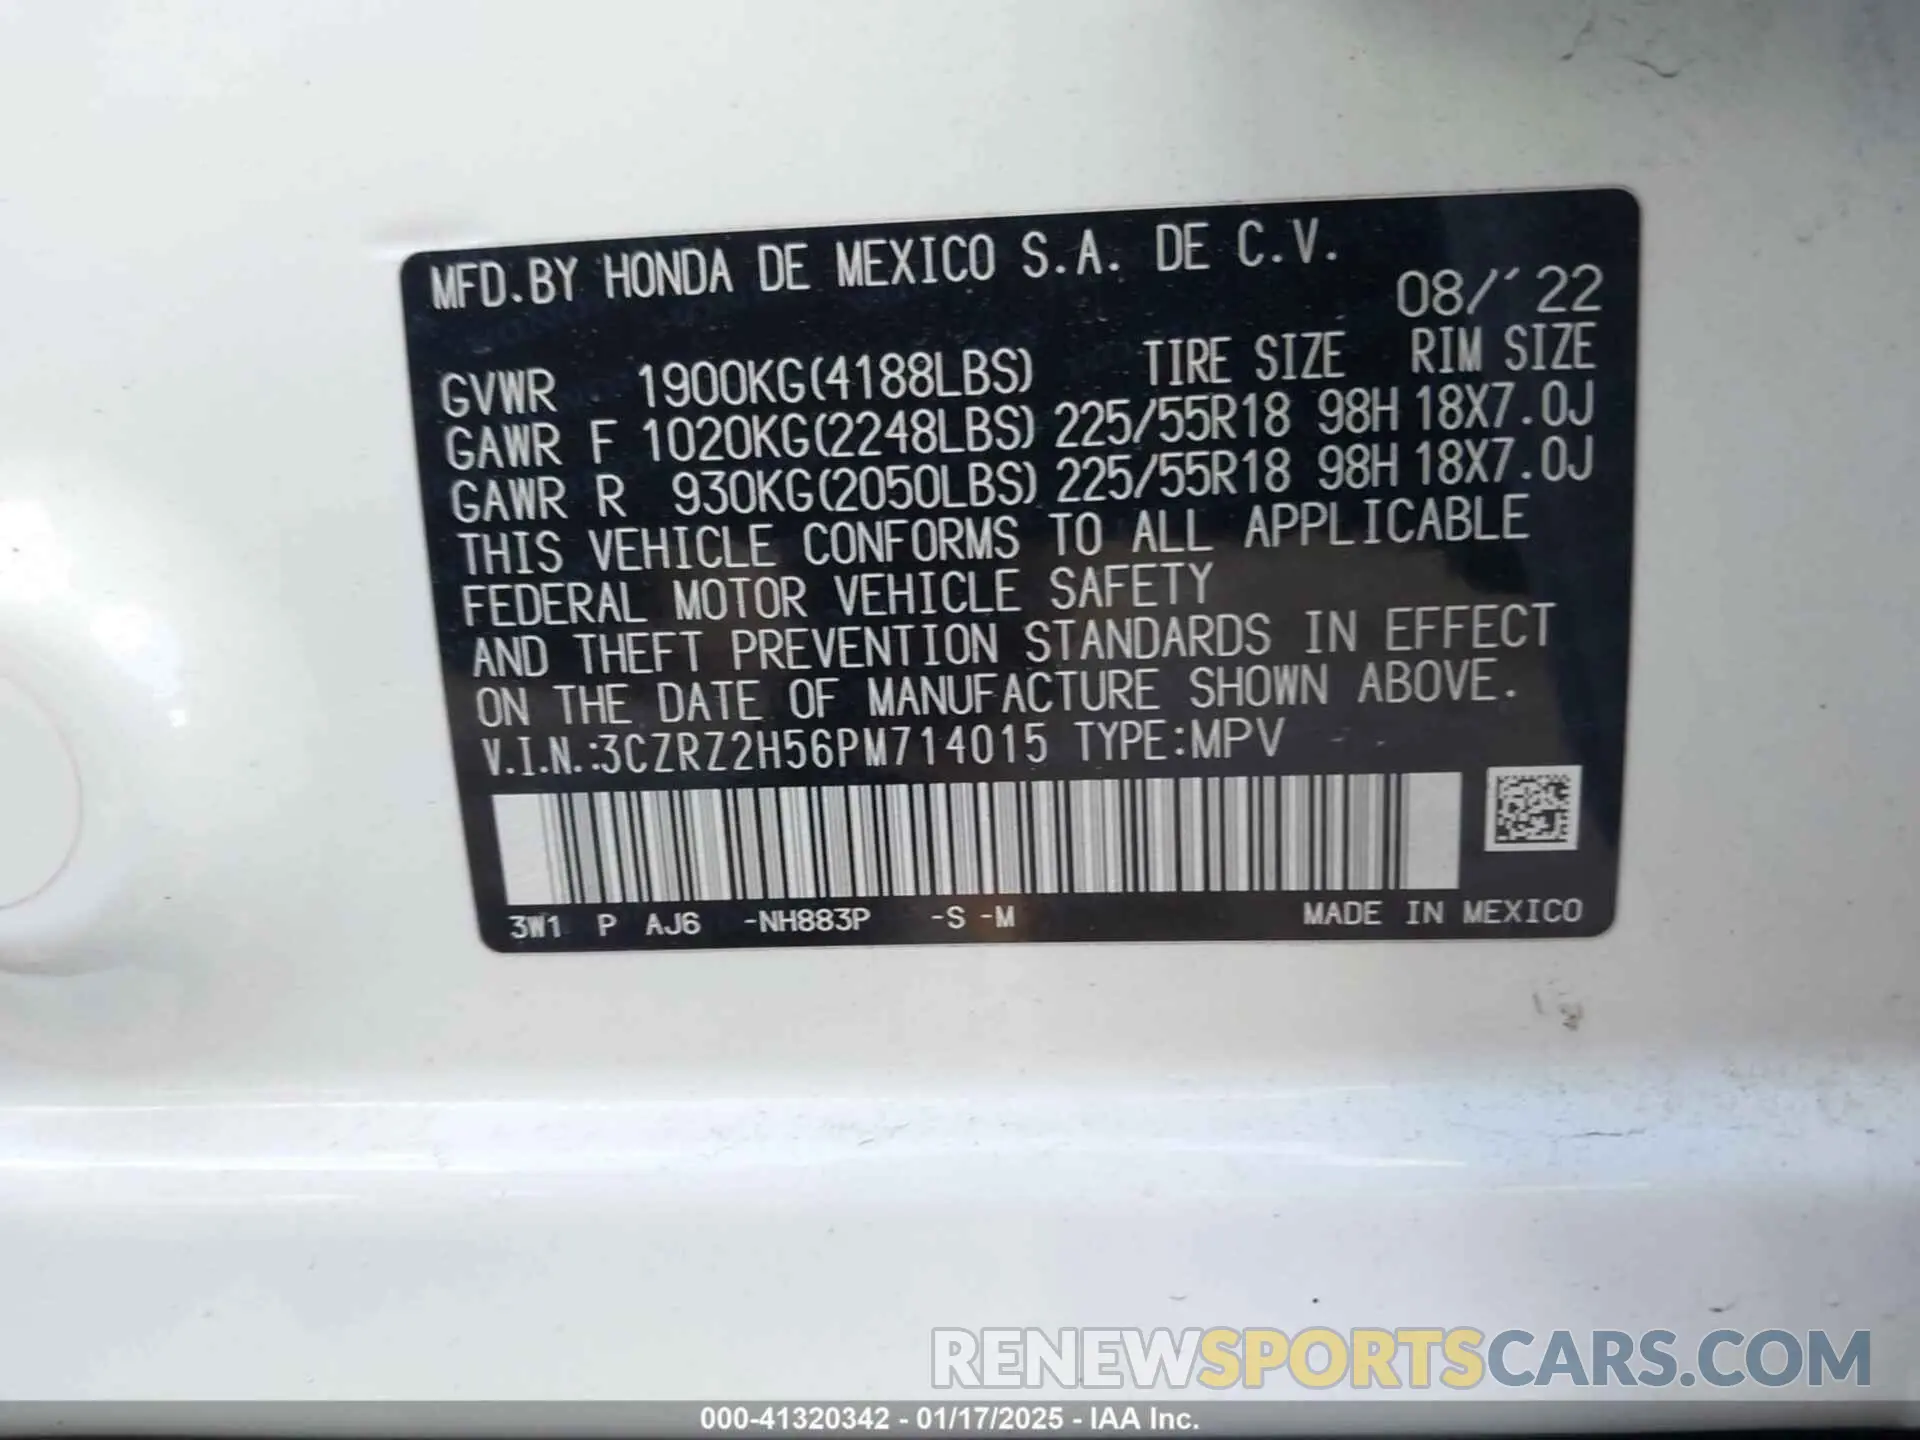 MFD.BY HONDA DE MEXICO S.A. DE C.V.
08/´22
TIRE SIZE RIM SIZE
GVWR 1900KG(4188LBS)
GAWR F 1020KG(2248LBS) 225/55R18 98H 18X7.0J
GAWR R 930KG(2050LBS) 225/55R18 98H 18X7.0J
THIS VEHICLE CONFORMS TO ALL APPLICABLE
FEDERAL MOTOR VEHICLE SAFETY
AND THEFT PREVENTION STANDARDS IN EFFECT
ON THE DATE OF MANUFACTURE SHOWN ABOVE.
V.I.N.:3CZRZ2H56PM714015 TYPE:MPV
3W1 P AJ6 -NH883P -S -M MADE IN MEXICO
RENEWSPORTSCARS.COM
000-41320342 - 01/17/2025 - IAA Inc.